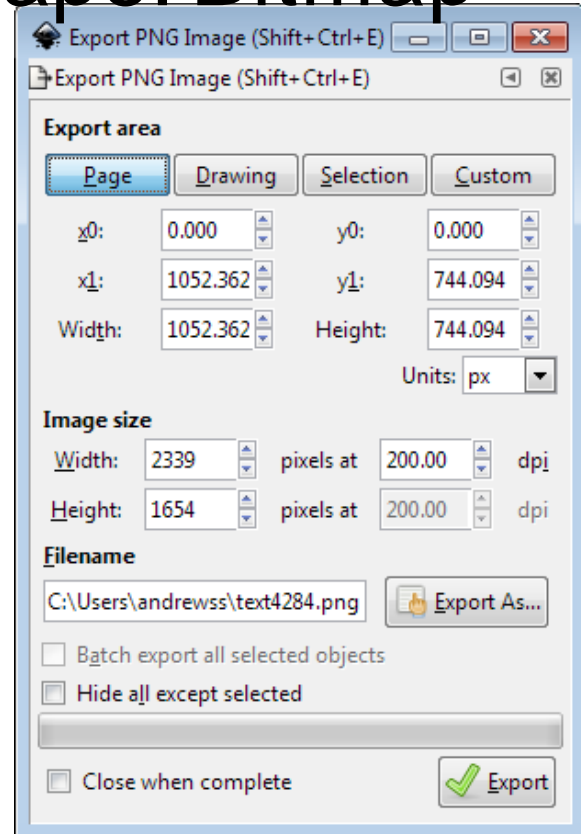 Export PNG Image (Shift+Ctrl+E)
Export PNG Image (Shift+Ctrl+E)
Export area
Page Drawing Selection Custom
x0: 0.000 y0: 0.000
x1: 1052.362 y1: 744.094
Width: 1052.362 Height: 744.094
Units: px
Image size
Width: 2339 pixels at 200.00 dpi
Height: 1654 pixels at 200.00 dpi
Filename
C:\Users\andrewss\text4284.png Export As...
Batch export all selected objects
Hide all except selected
Close when complete Export